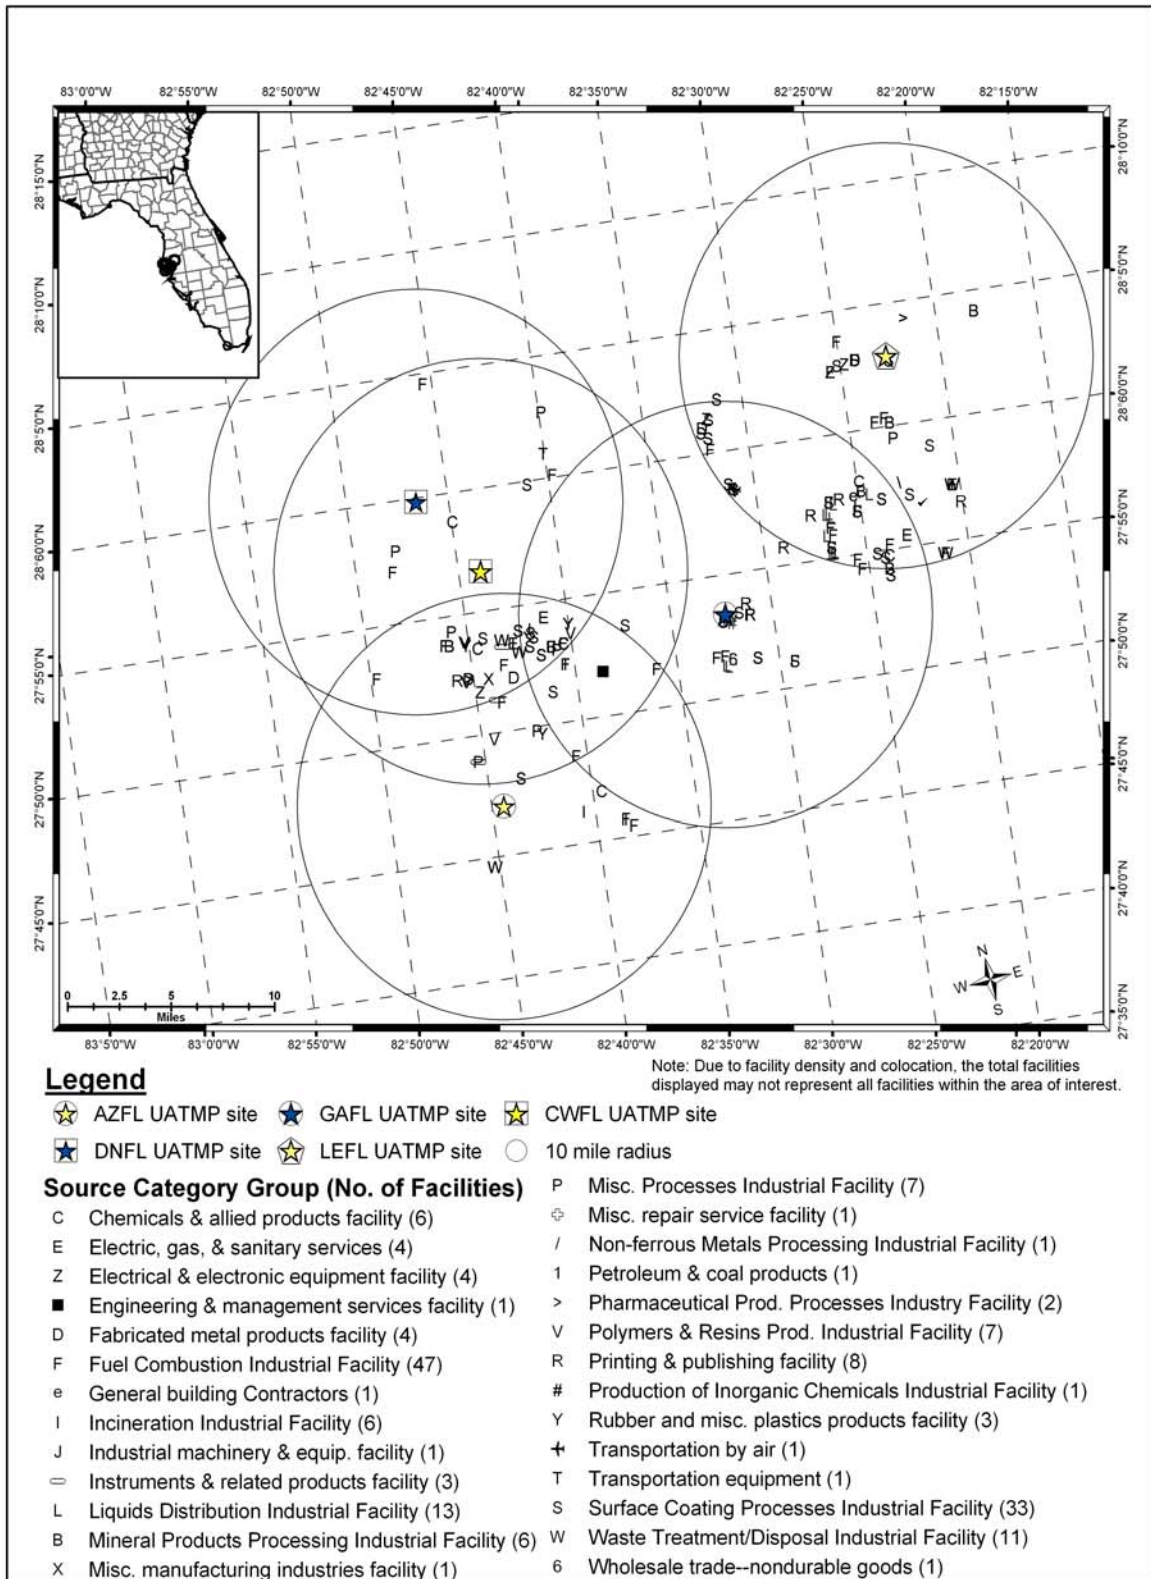 83°0'0"W 82°55'0"W 82°50'0"W 82°45'0"W 82°40'0"W 82°35'0"W 82°30'0"W 82°25'0"W 82°20'0"W 82°15'0"W
28°15'0"N
28°10'0"N
28°5'0"N
28°60'0"N
27°55'0"N
27°50'0"N
27°45'0"N
28°10'0"N
28°5'0"N
28°60'0"N
27°55'0"N
27°50'0"N
27°45'0"N
27°40'0"N
27°35'0"N
N
W E
S
0 2.5 5 10
Miles
83°5'0"W 83°0'0"W 82°55'0"W 82°50'0"W 82°45'0"W 82°40'0"W 82°35'0"W 82°30'0"W 82°25'0"W 82°20'0"W
Note: Due to facility density and colocation, the total facilities
displayed may not represent all facilities within the area of interest.
Legend
AZFL UATMP site GAFL UATMP site CWFL UATMP site
DNFL UATMP site LEFL UATMP site 10 mile radius
Source Category Group (No. of Facilities)
C Chemicals & allied products facility (6)
E Electric, gas, & sanitary services (4)
Z Electrical & electronic equipment facility (4)
Engineering & management services facility (1)
D Fabricated metal products facility (4)
F Fuel Combustion Industrial Facility (47)
e General building Contractors (1)
I Incineration Industrial Facility (6)
J Industrial machinery & equip. facility (1)
Instruments & related products facility (3)
L Liquids Distribution Industrial Facility (13)
B Mineral Products Processing Industrial Facility (6)
X Misc. manufacturing industries facility (1)
P Misc. Processes Industrial Facility (7)
Misc. repair service facility (1)
/ Non-ferrous Metals Processing Industrial Facility (1)
1 Petroleum & coal products (1)
> Pharmaceutical Prod. Processes Industry Facility (2)
V Polymers & Resins Prod. Industrial Facility (7)
R Printing & publishing facility (8)
# Production of Inorganic Chemicals Industrial Facility (1)
Y Rubber and misc. plastics products facility (3)
Transportation by air (1)
T Transportation equipment (1)
S Surface Coating Processes Industrial Facility (33)
W Waste Treatment/Disposal Industrial Facility (11)
6 Wholesale trade--nondurable goods (1)